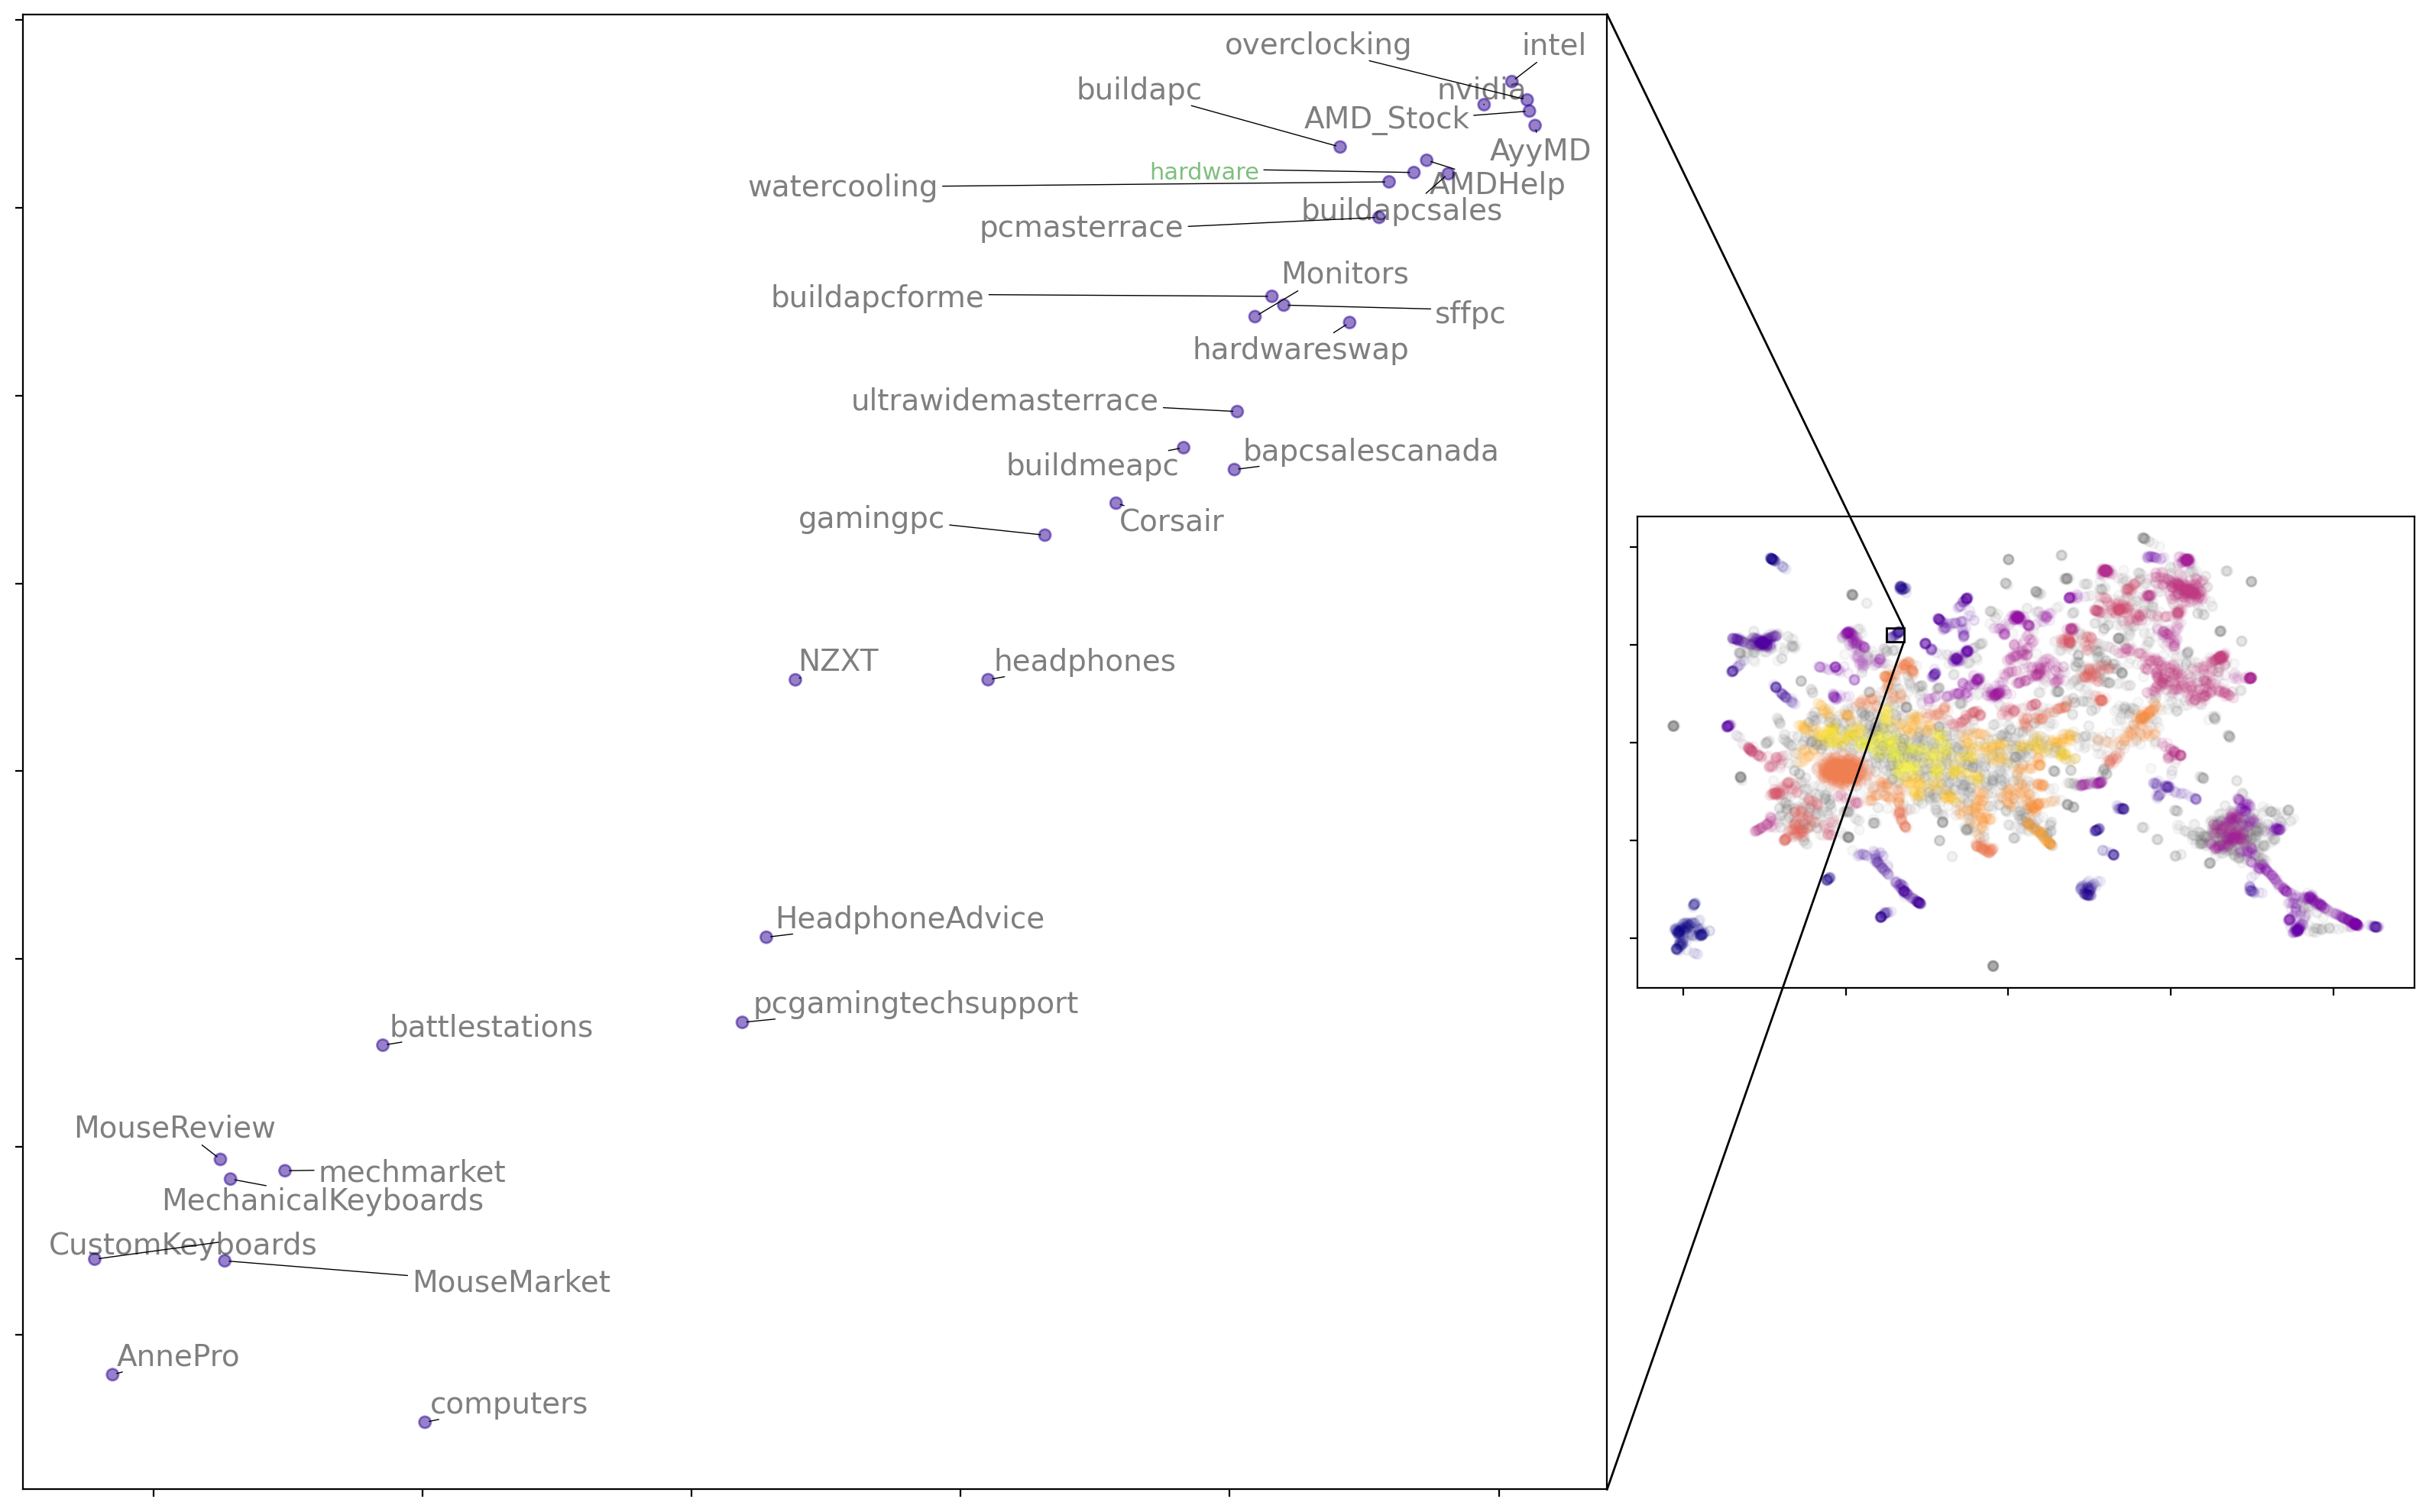 overclocking
intel
buildapc
nvidia
AMD_Stock
AyyMD
hardware
watercooling
AMDHelp
buildapcsales
pcmasterrace
Monitors
buildapcforme
sffpc
hardwareswap
ultrawidemasterrace
bapcsalescanada
buildmeapc
gamingpc
Corsair
NZXT
headphones
HeadphoneAdvice
pcgamingtechsupport
battlestations
MouseReview
mechmarket
MechanicalKeyboards
CustomKeyboards
MouseMarket
AnnePro
computers